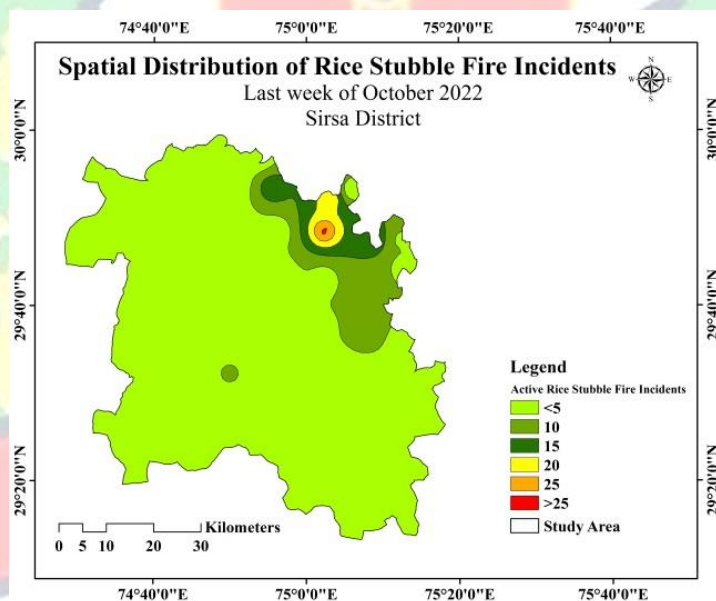 74°40'0"E 75°0'0"E 75°20'0"E 75°40'0"E
Spatial Distribution of Rice Stubble Fire Incidents
Last week of October 2022
Sirsa District
N
W E
S
30°0'0"N 30°0'0"N
29°40'0"N 29°40'0"N
29°20'0"N 29°20'0"N
Legend
Active Rice Stubble Fire Incidents
<5
10
15
20
25
>25
Study Area
Kilometers
0 5 10 20 30
74°40'0"E 75°0'0"E 75°20'0"E 75°40'0"E